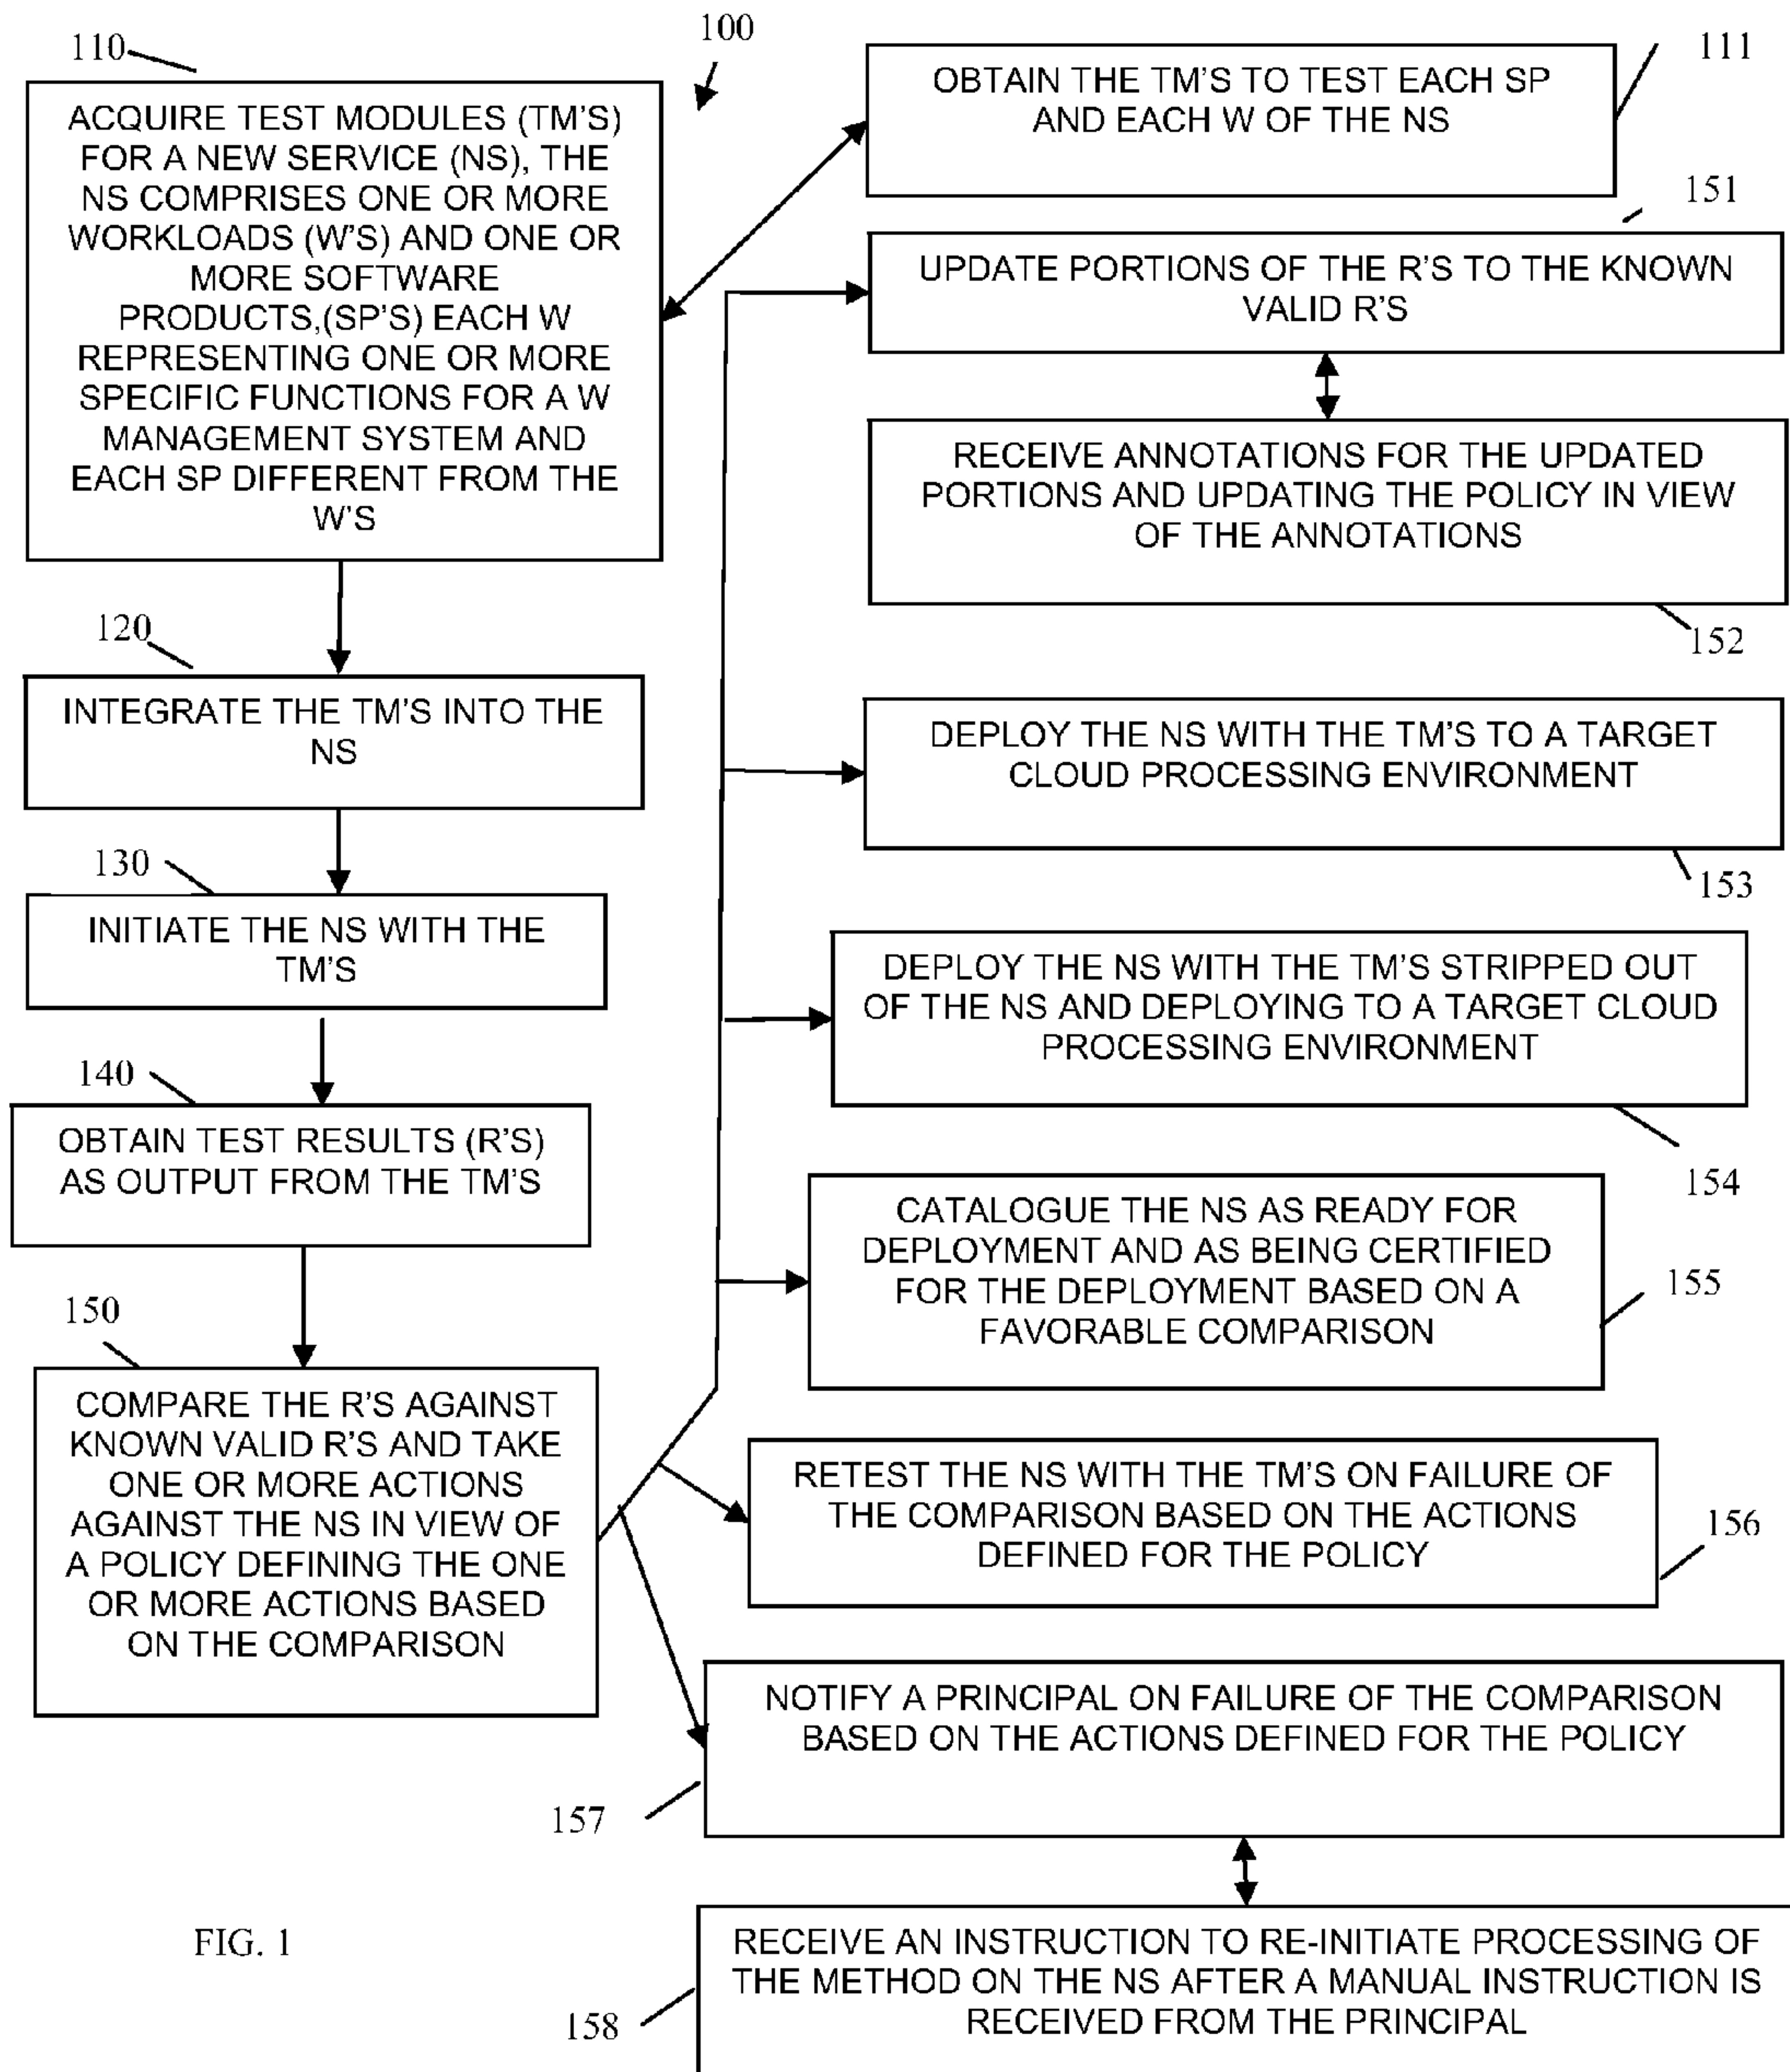 100
110
ACQUIRE TEST MODULES (TM'S)
FOR A NEW SERVICE (NS), THE
NS COMPRISES ONE OR MORE
WORKLOADS (W'S) AND ONE OR
MORE SOFTWARE
PRODUCTS,(SP'S) EACH W
REPRESENTING ONE OR MORE
SPECIFIC FUNCTIONS FOR A W
MANAGEMENT SYSTEM AND
EACH SP DIFFERENT FROM THE
W'S
120
INTEGRATE THE TM'S INTO THE
NS
130
INITIATE THE NS WITH THE
TM'S
140
OBTAIN TEST RESULTS (R'S)
AS OUTPUT FROM THE TM'S
150
COMPARE THE R'S AGAINST
KNOWN VALID R'S AND TAKE
ONE OR MORE ACTIONS
AGAINST THE NS IN VIEW OF
A POLICY DEFINING THE ONE
OR MORE ACTIONS BASED
ON THE COMPARISON
111
OBTAIN THE TM'S TO TEST EACH SP
AND EACH W OF THE NS
151
UPDATE PORTIONS OF THE R'S TO THE KNOWN
VALID R'S
RECEIVE ANNOTATIONS FOR THE UPDATED
PORTIONS AND UPDATING THE POLICY IN VIEW
OF THE ANNOTATIONS
152
DEPLOY THE NS WITH THE TM'S TO A TARGET
CLOUD PROCESSING ENVIRONMENT
153
DEPLOY THE NS WITH THE TM'S STRIPPED OUT
OF THE NS AND DEPLOYING TO A TARGET CLOUD
PROCESSING ENVIRONMENT
154
CATALOGUE THE NS AS READY FOR
DEPLOYMENT AND AS BEING CERTIFIED
FOR THE DEPLOYMENT BASED ON A
FAVORABLE COMPARISON
155
RETEST THE NS WITH THE TM'S ON FAILURE OF
THE COMPARISON BASED ON THE ACTIONS
DEFINED FOR THE POLICY
156
NOTIFY A PRINCIPAL ON FAILURE OF THE COMPARISON
BASED ON THE ACTIONS DEFINED FOR THE POLICY
157
RECEIVE AN INSTRUCTION TO RE-INITIATE PROCESSING OF
THE METHOD ON THE NS AFTER A MANUAL INSTRUCTION IS
RECEIVED FROM THE PRINCIPAL
158
FIG. 1